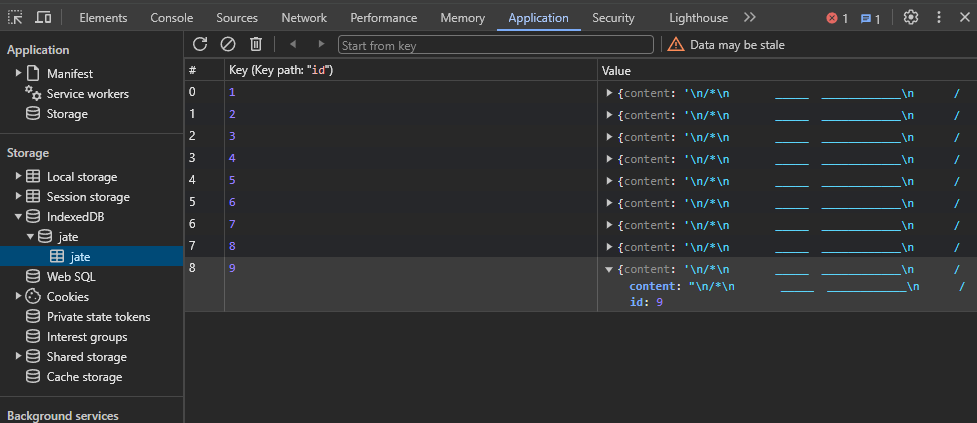 Elements Console Sources Network Performance Memory Application Security Lighthouse 1 1
Application
Manifest
Service workers
Storage
Storage
Local storage
Session storage
IndexedDB
jate
jate
Web SQL
Cookies
Private state tokens
Interest groups
Shared storage
Cache storage
Background services
Start from key Data may be stale
# Key (Key path: "id") Value
0 1 {content: '\n/*\n _____ ____________\n /
1 2 {content: '\n/*\n _____ ____________\n /
2 3 {content: '\n/*\n _____ ____________\n /
3 4 {content: '\n/*\n _____ ____________\n /
4 5 {content: '\n/*\n _____ ____________\n /
5 6 {content: '\n/*\n _____ ____________\n /
6 7 {content: '\n/*\n _____ ____________\n /
7 8 {content: '\n/*\n _____ ____________\n /
8 9 {content: '\n/*\n _____ ____________\n /
content: "\n/*\n _____ ____________\n /
id: 9